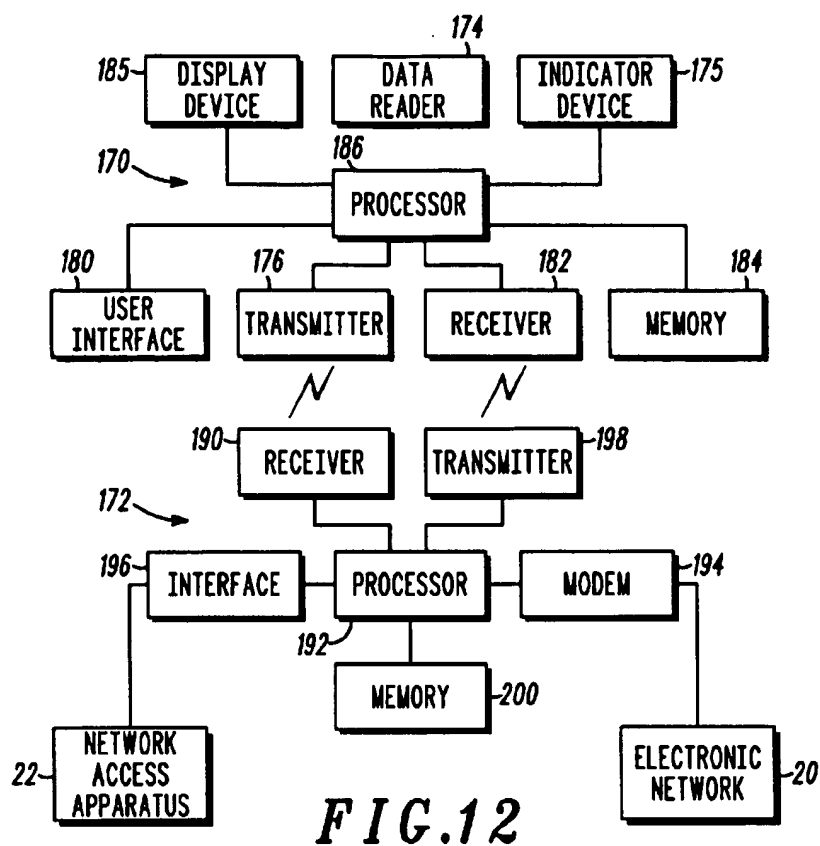 174
185
DISPLAY
DEVICE
DATA
READER
INDICATOR
DEVICE
175
170
186
PROCESSOR
180
USER
INTERFACE
176
TRANSMITTER
182
RECEIVER
184
MEMORY
190
RECEIVER
TRANSMITTER
198
172
196
INTERFACE
PROCESSOR
192
MODEM
194
MEMORY
200
22
NETWORK
ACCESS
APPARATUS
ELECTRONIC
NETWORK
20
FIG.12